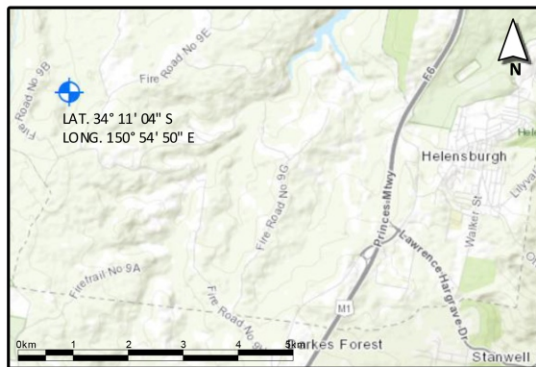 Fire Road No 9E
F6
N
Fire Road No 9B
LAT. 34° 11' 04" S
LONG. 150° 54' 50" E
Helensburgh
Fire Road No 9G
Princes Mtwy
Walker St
Lawrence Hargrave Dr
Firetrail No 9A
Fire Road No
M1
0km 1 2 3 4 5km
Forest
Stanwell